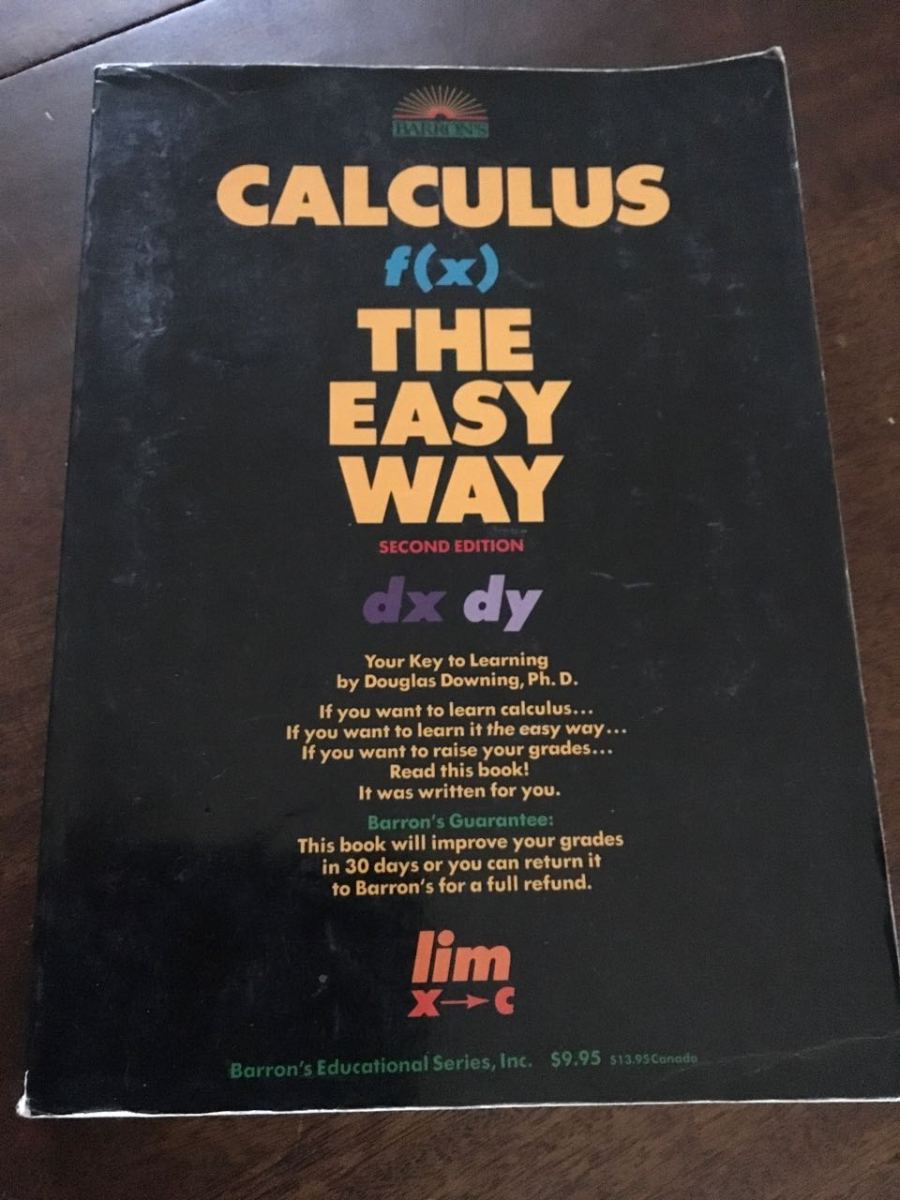 BARRON'S
CALCULUS
f(x)
THE
EASY
WAY
SECOND EDITION
dx dy
Your Key to Learning
by Douglas Downing, Ph. D.
If you want to learn calculus...
If you want to learn it the easy way...
If you want to raise your grades...
Read this book!
It was written for you.
Barron's Guarantee:
This book will improve your grades
in 30 days or you can return it
to Barron's for a full refund.
lim
x→c
Barron's Educational Series, Inc. $9.95 $13.95 Canada